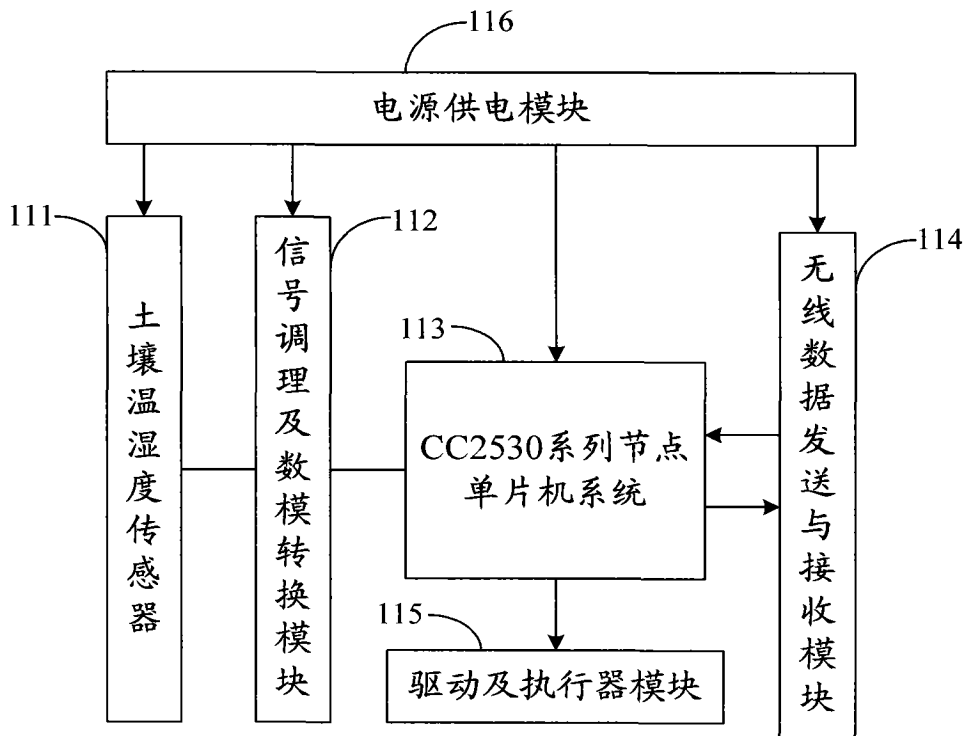 116
电源供电模块
111
土壤温湿度传感器
112
信号调理及数模转换模块
113
CC2530系列节点
单片机系统
114
无线数据发送与接收模块
115
驱动及执行器模块